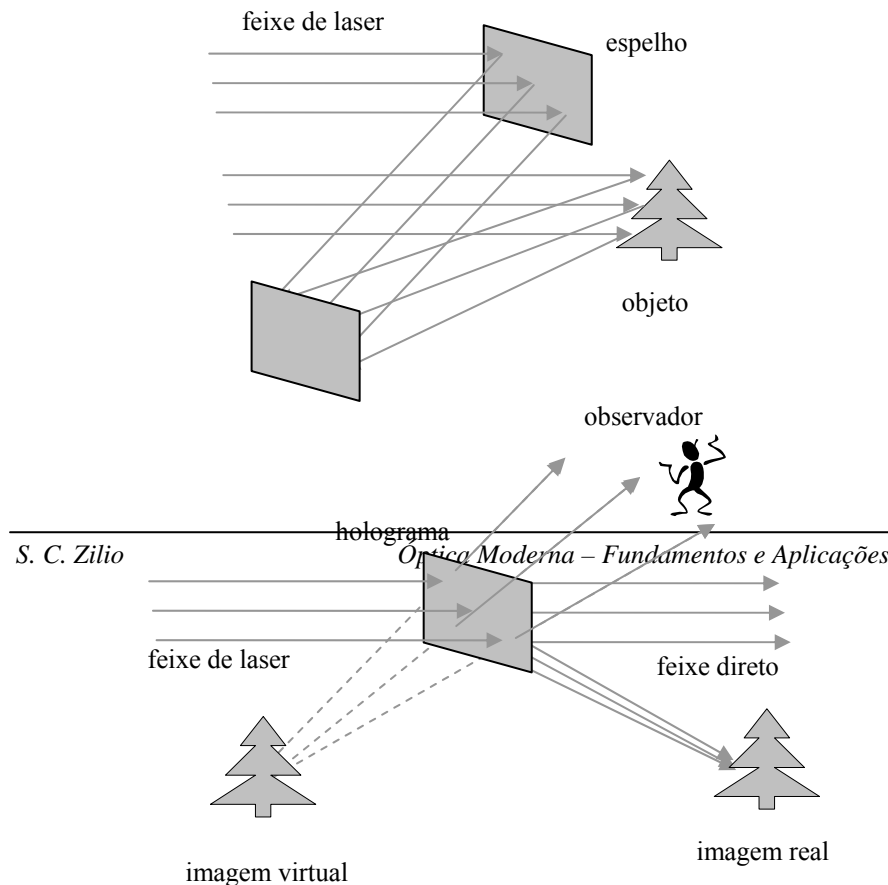 feixe de laser
espelho
objeto
observador
holograma
S. C. Zilio Óptica Moderna – Fundamentos e Aplicações
feixe de laser
feixe direto
imagem real
imagem virtual